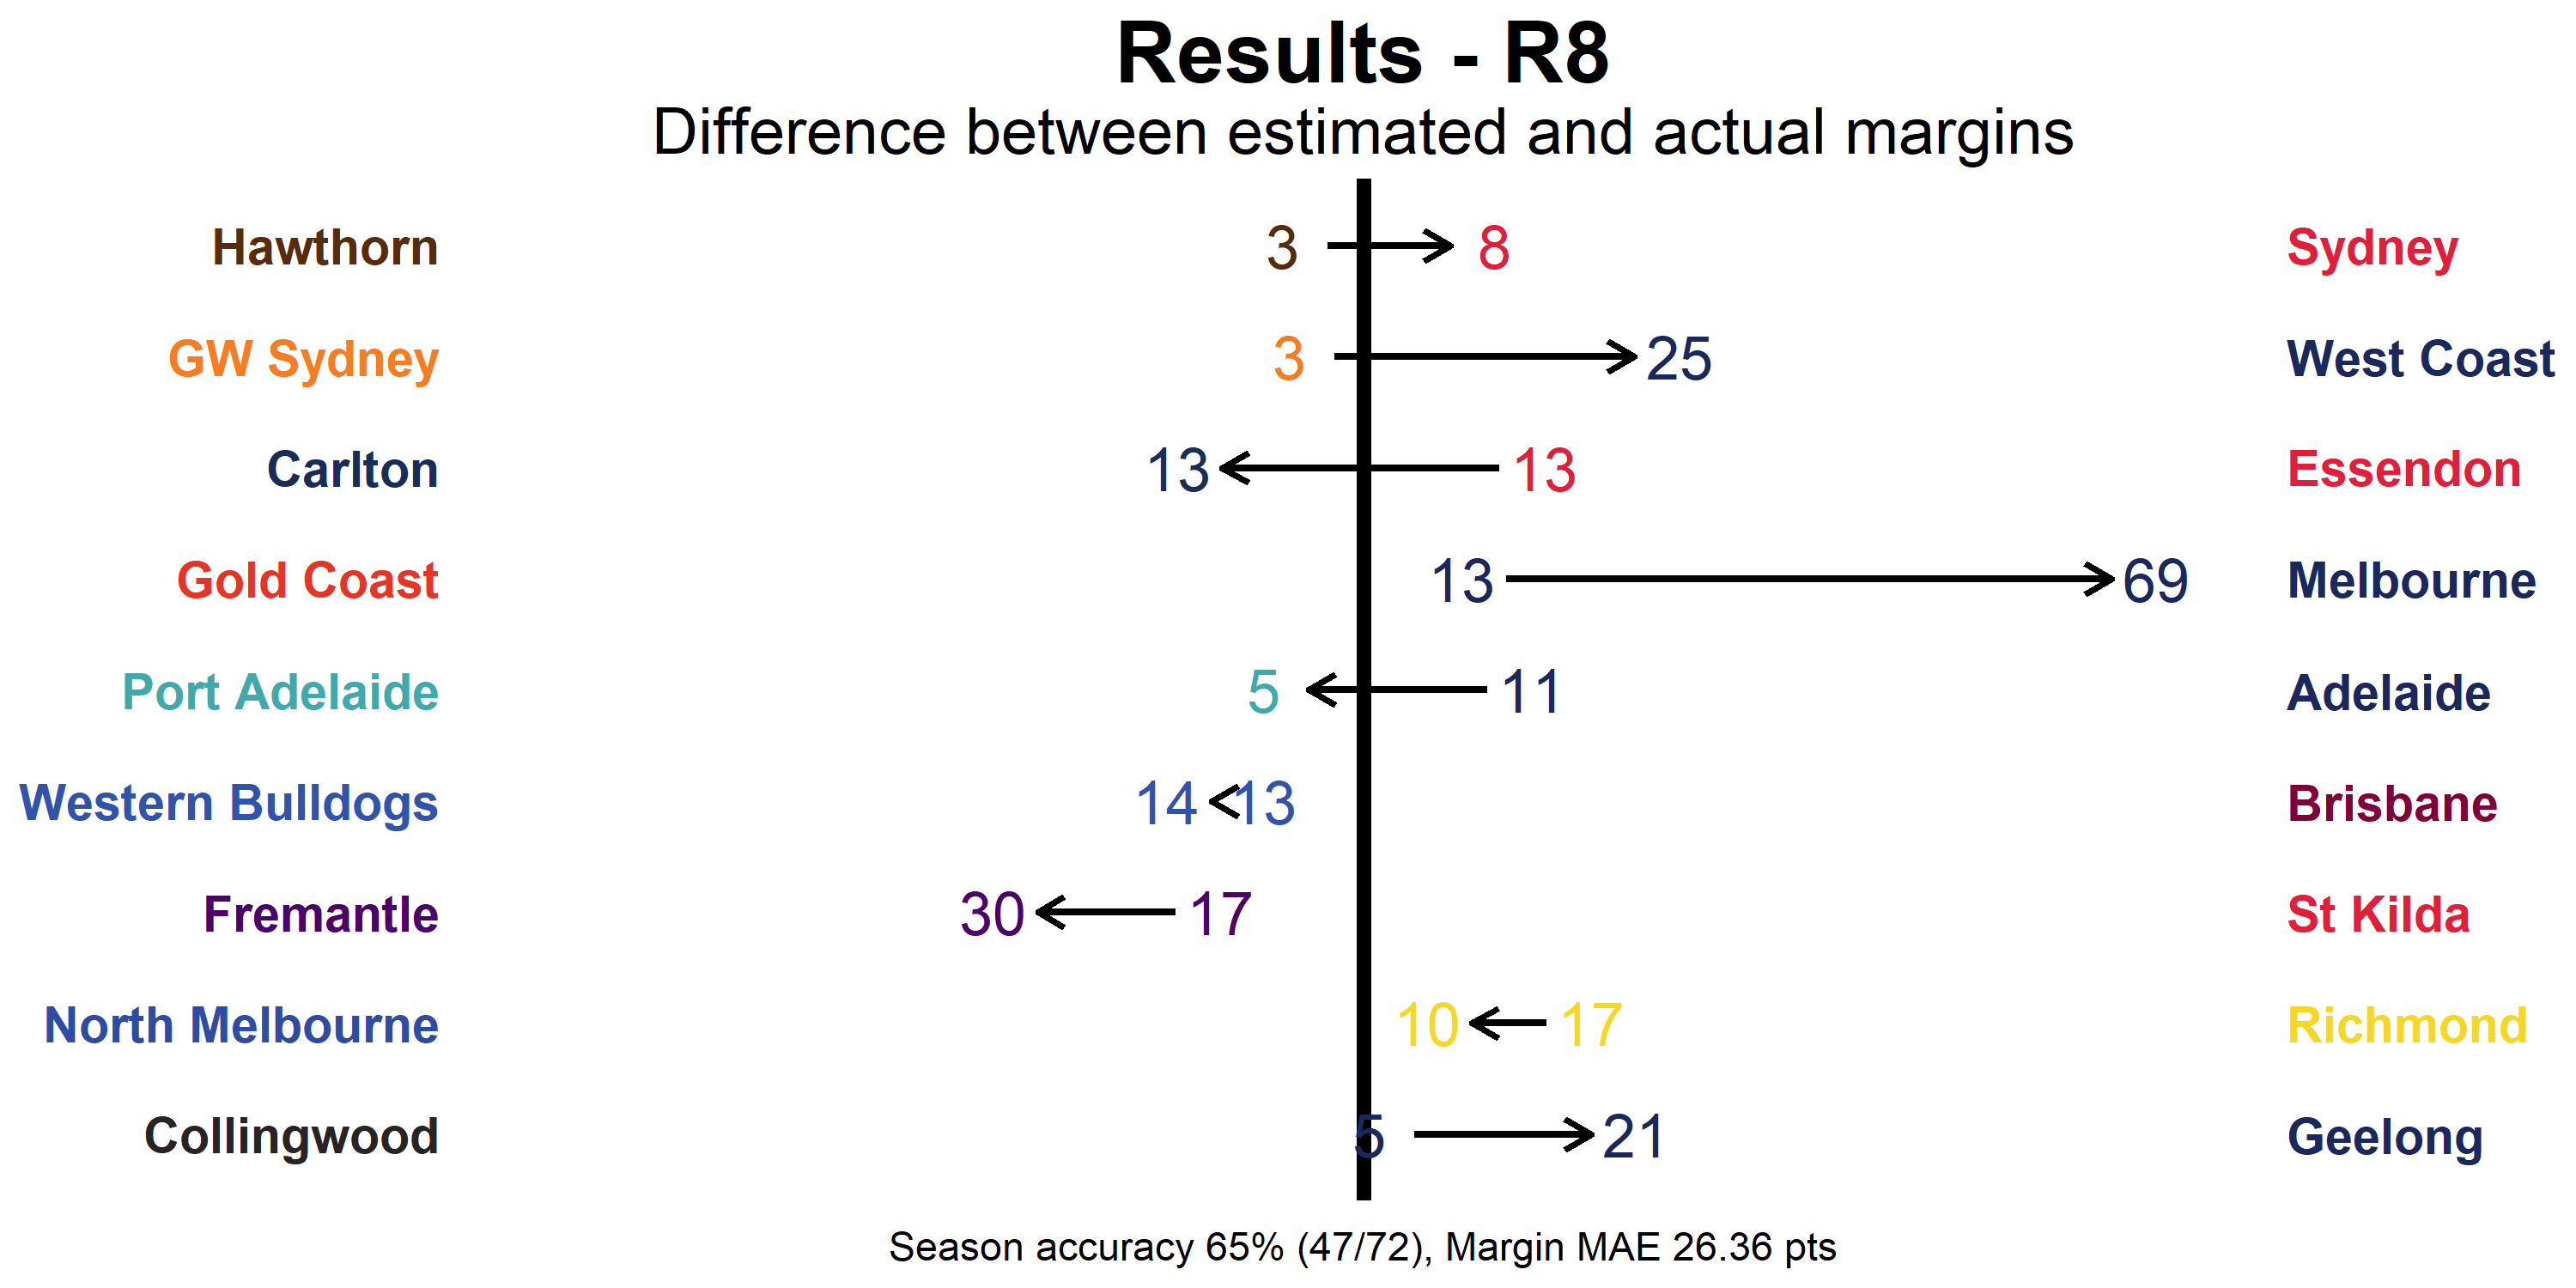 Results - R8
Difference between estimated and actual margins
Hawthorn 3 8 Sydney
GW Sydney 3 25 West Coast
Carlton 13 13 Essendon
Gold Coast 13 69 Melbourne
Port Adelaide 5 11 Adelaide
Western Bulldogs 14 13 Brisbane
Fremantle 30 17 St Kilda
North Melbourne 10 17 Richmond
Collingwood 5 21 Geelong
Season accuracy 65% (47/72), Margin MAE 26.36 pts